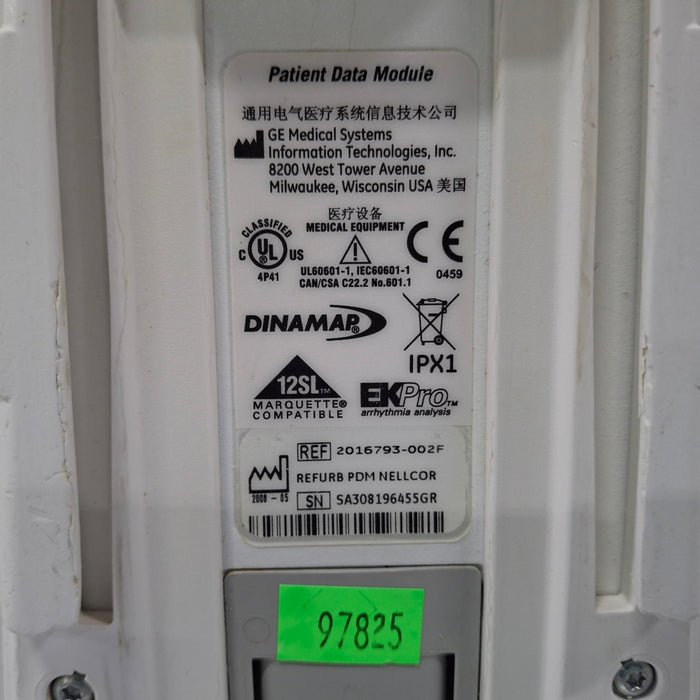 Patient Data Module
通用电气医疗系统信息技术公司
GE Medical Systems
Information Technologies, Inc.
8200 West Tower Avenue
Milwaukee, Wisconsin USA 美国
医疗设备
MEDICAL EQUIPMENT
CLASSIFIED
C UL® US
4P41
UL60601-1, IEC60601-1
CAN/CSA C22.2 No.601.1
CE
0459
DINAMAP®
IPX1
12SL™
MARQUETTE®
COMPATIBLE
EK-Pro™
arrhythmia analysis
REF 2016793-002F
REFURB PDM NELLCOR
2008-05
SN SA308196455GR
97825